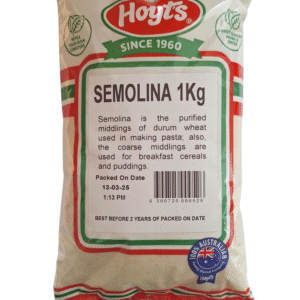 Hoyts
SINCE 1960
SEMOLINA 1Kg
Semolina is the purified
middlings of durum wheat
used in making pasta; also,
the coarse middlings are
used for breakfast cereals
and puddings.
Packed On Date
13-03-25
1:13 PM
BEST BEFORE 2 YEARS OF PACKED ON DATE
100% AUSTRALIAN
Hoyts